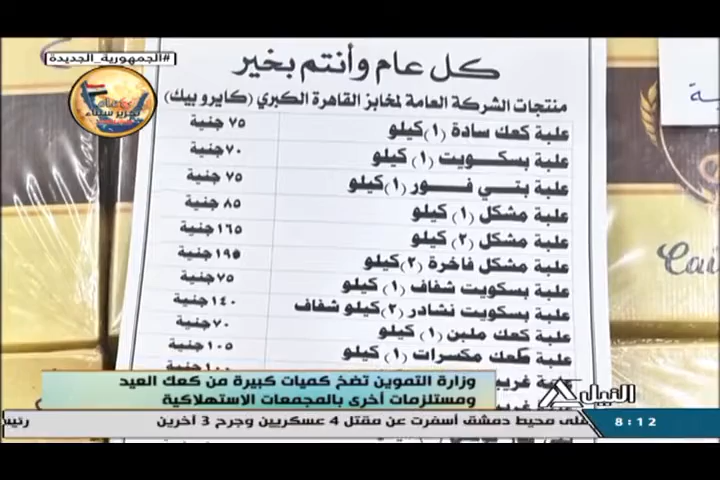 #الجمهورية_الجديدة
كل عام وأنتم بخير
منتجات الشركة العامة لمخابز القاهرة الكبري (كايرو بيك)
علبة كعك سادة (١)كيلو ٧٥ جنية
علبة بسكويت (١) كيلو ٧٠ جنية
علبة بتي فور (١) كيلو ٧٥ جنية
علبة مشكل (١) كيلو ٨٥ جنية
علبة مشكل (٢) كيلو ١٦٥ جنية
علبة مشكل فاخرة (٢)كيلو ١٩٥ جنية
علبة بسكويت شفاف (١) كيلو ٧٥ جنية
علبة بسكويت نشادر (٢)كيلو شفاف ١٤٠ جنية
علبة كعك ملبن (١) كيلو ٧٠ جنية
علبة كعك مكسرات (١) كيلو ١٠٥ جنية
وزارة التموين تضخ كميات كبيرة من كعك العيد
ومستلزمات أخرى بالمجمعات الإستهلاكية
النيل
على محيط دمشق أسفرت عن مقتل 4 عسكريين وجرح 3 آخرين
8:12